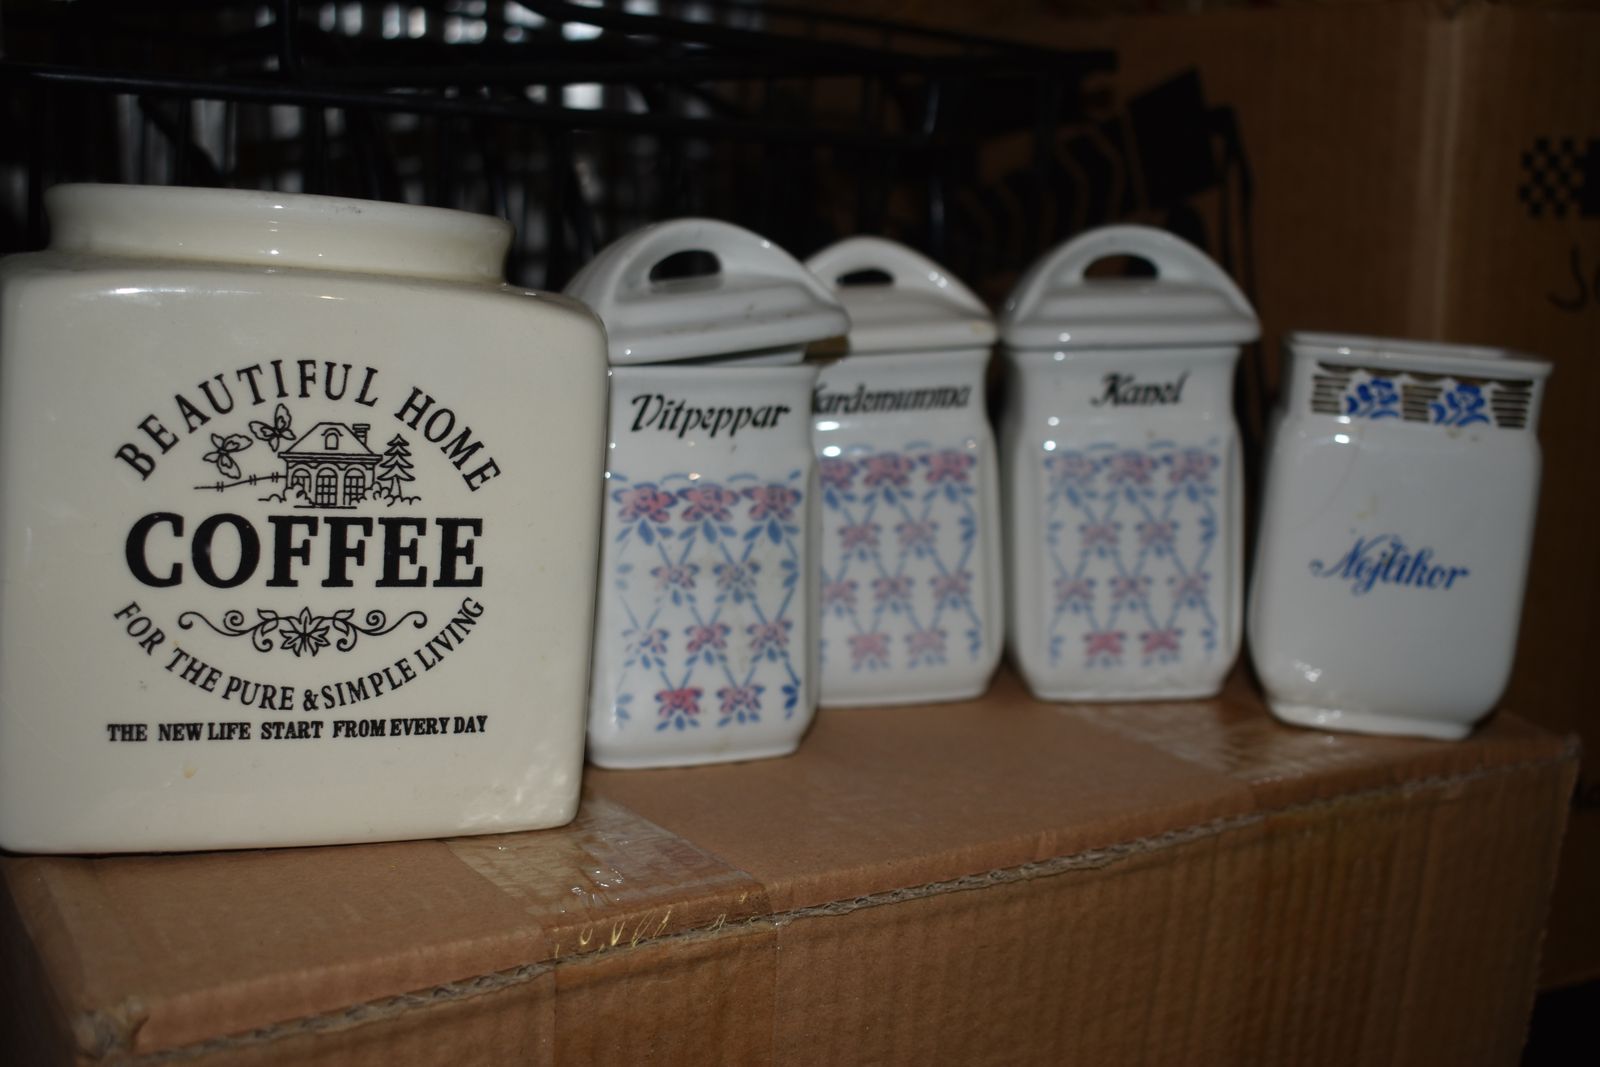 BEAUTIFUL HOME
COFFEE
FOR THE PURE & SIMPLE LIVING
THE NEW LIFE START FROM EVERY DAY
Vitpeppar
Kardemumma
Kanel
Nejlikor